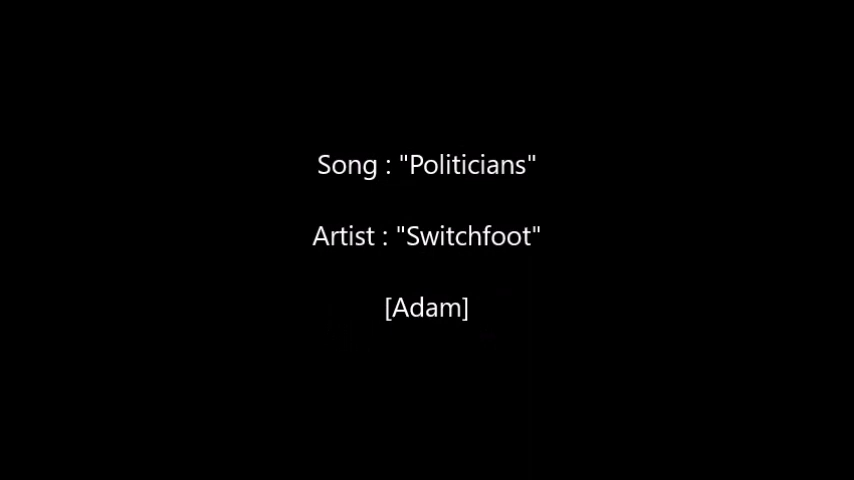 Song : "Politicians"
Artist : "Switchfoot"
[Adam]